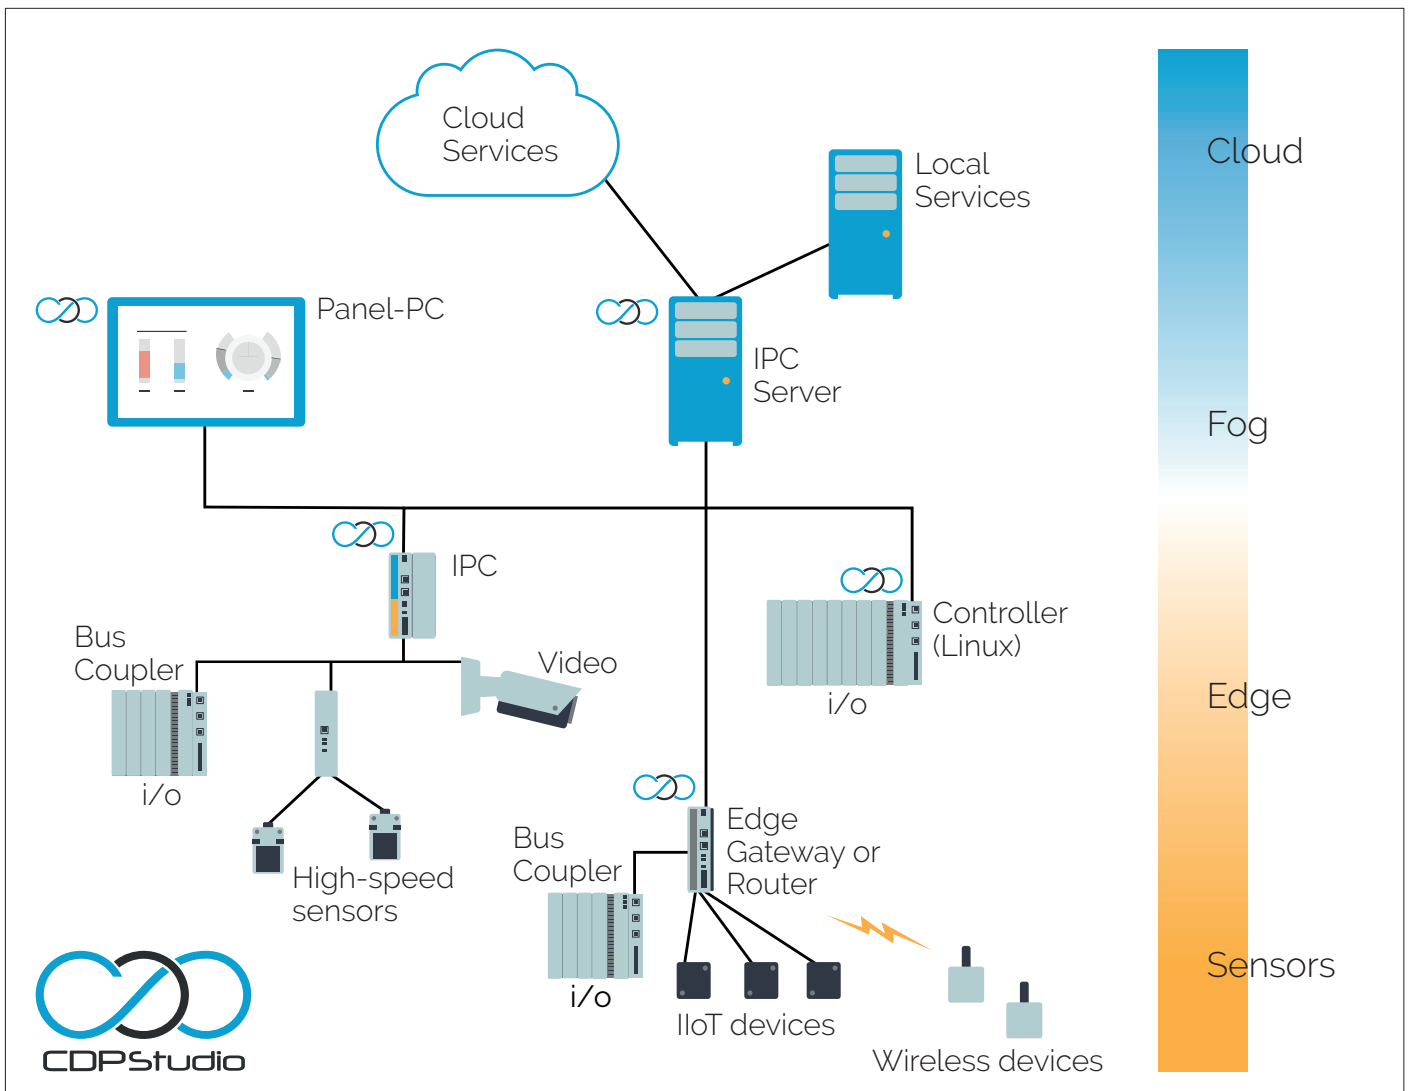 Cloud
Services
Local
Services
Cloud
Panel-PC
IPC
Server
Fog
IPC
Controller
(Linux)
Bus
Coupler
Video
i/o
Edge
i/o
Edge
Gateway or
Router
Bus
Coupler
High-speed
sensors
Sensors
i/o
IIoT devices
Wireless devices
CDPStudio